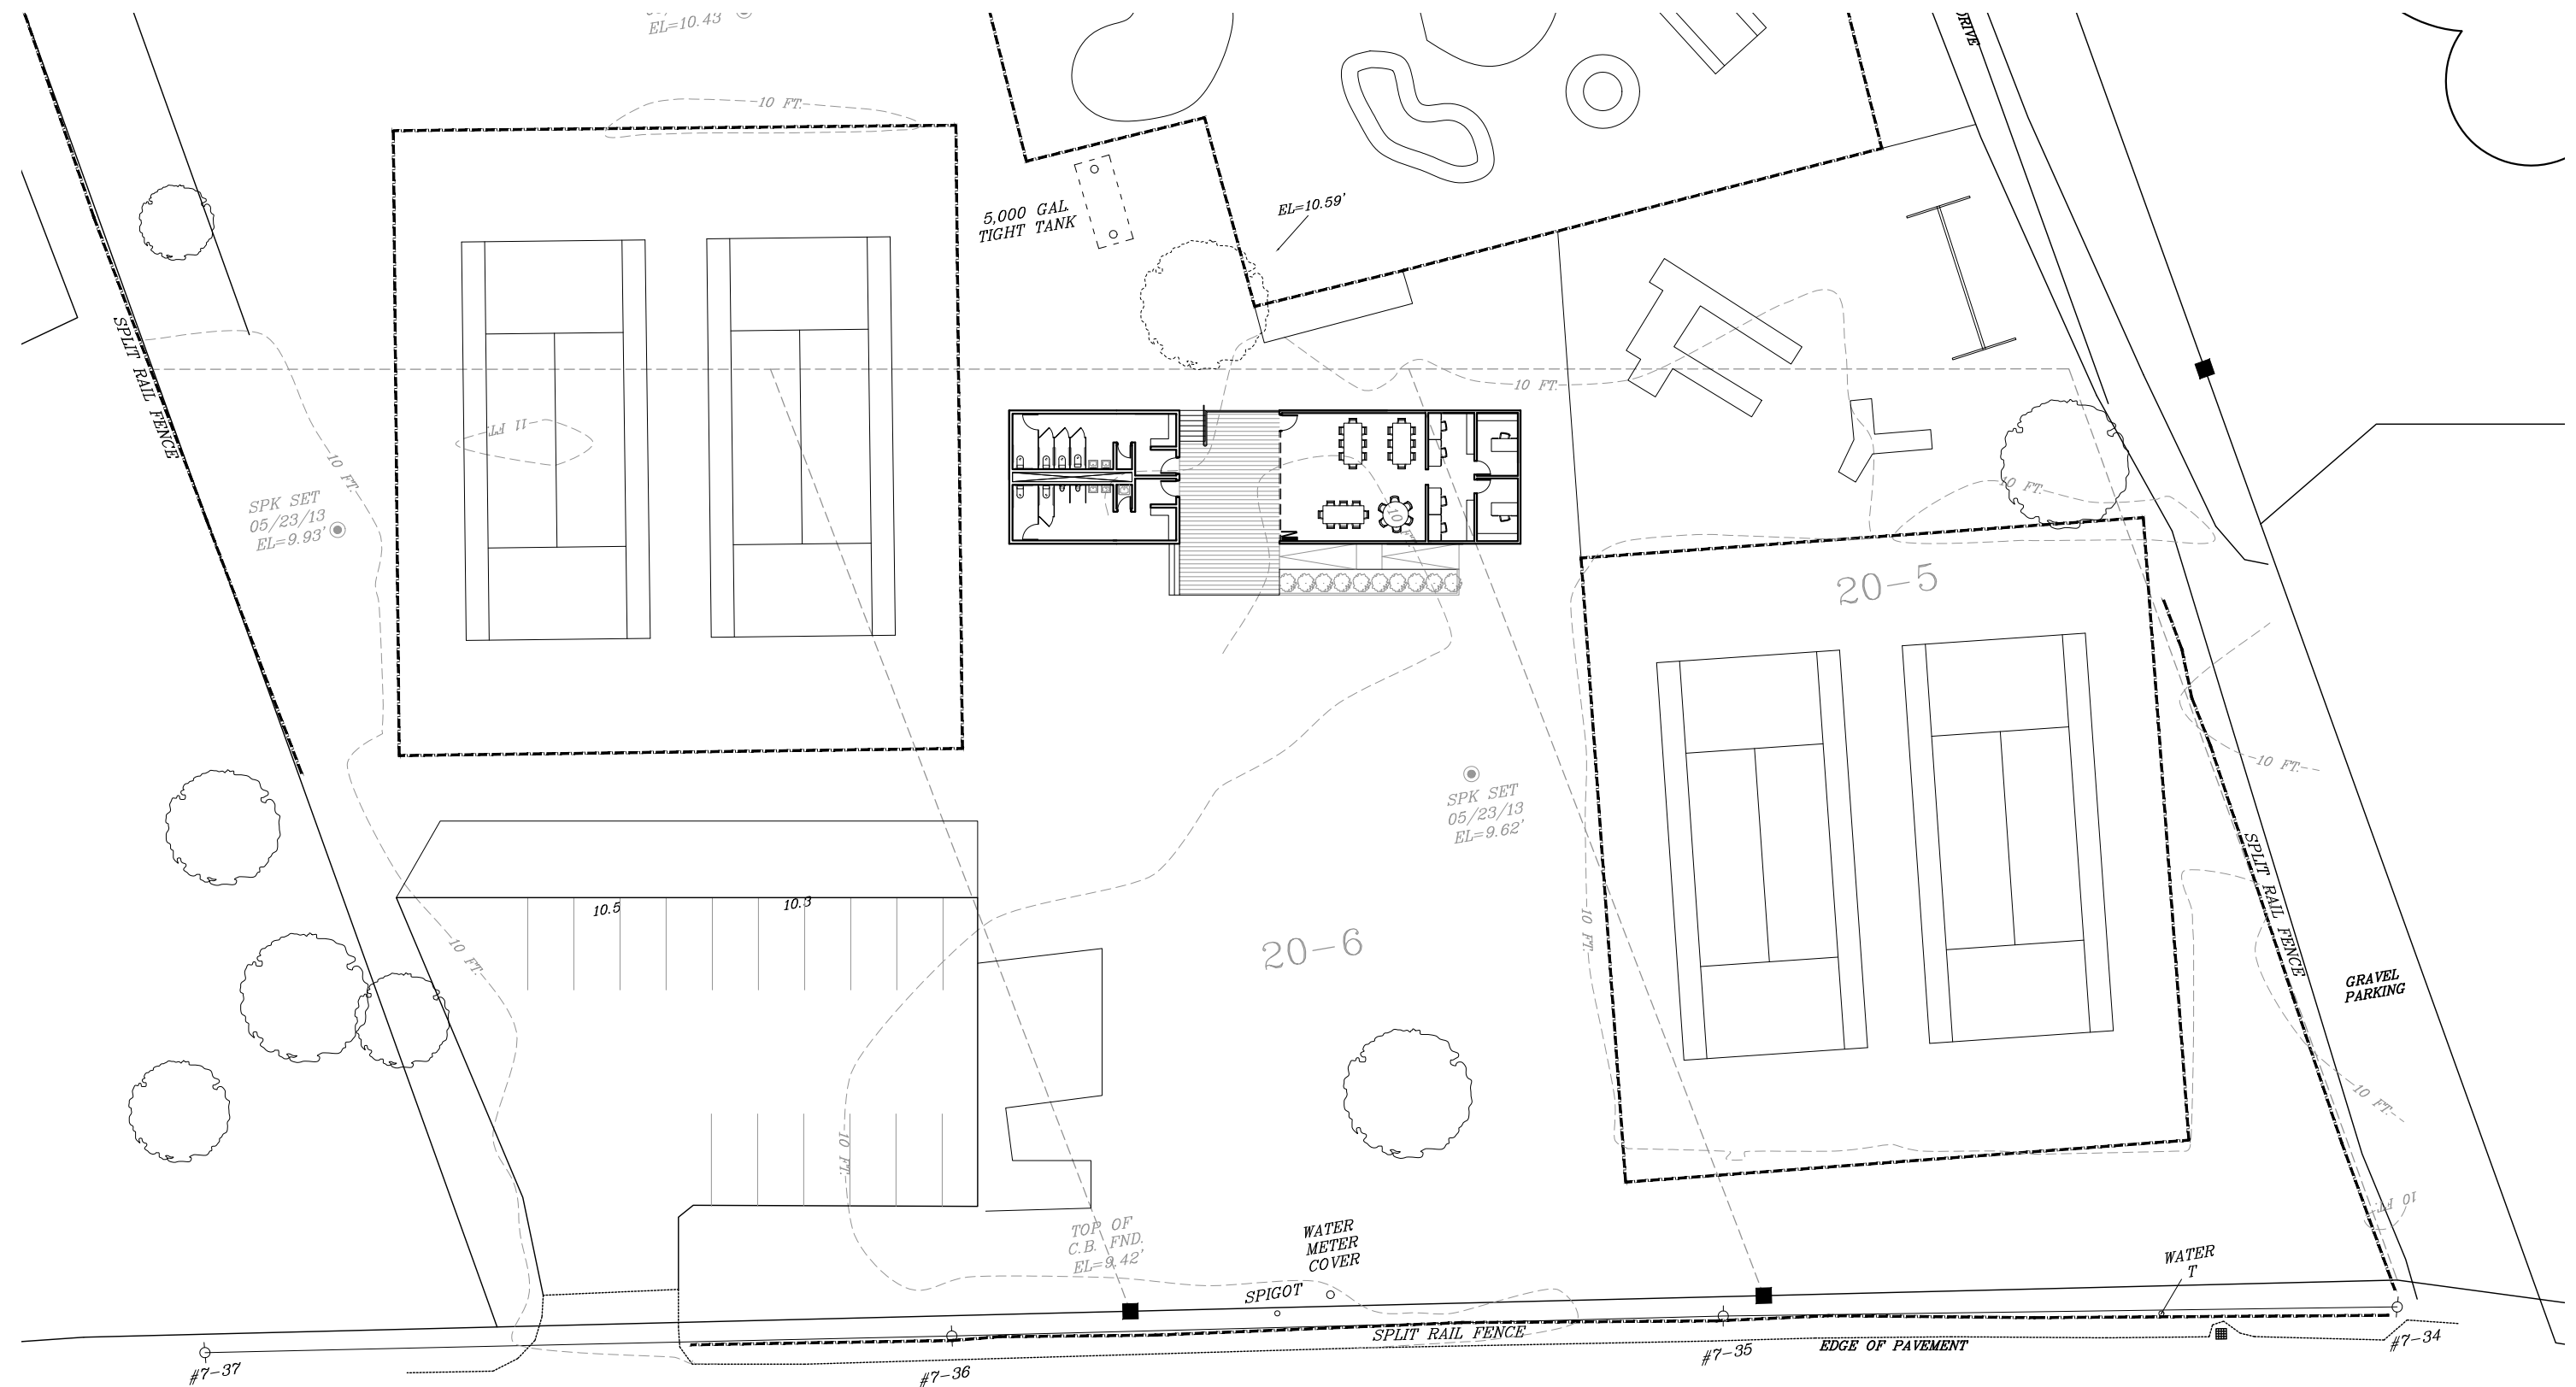 EL=10.43
DRIVE
10 FT.
5,000 GAL.
TIGHT TANK
EL=10.59'
SPLIT RAIL FENCE
10 FT.
11 FT.
10 FT.
SPK SET
05/23/13
EL=9.93'
10 FT.
10 FT.
20-5
10 FT.
SPK SET
05/23/13
EL=9.62'
SPLIT RAIL FENCE
10.5
10.3
10 FT.
20-6
10 FT.
GRAVEL
PARKING
10 FT.
10 FT.
10 FT.
TOP OF
C.B. FND.
EL=9.42'
WATER
METER
COVER
SPIGOT
WATER
T
SPLIT RAIL FENCE
EDGE OF PAVEMENT
#7-37
#7-36
#7-35
#7-34